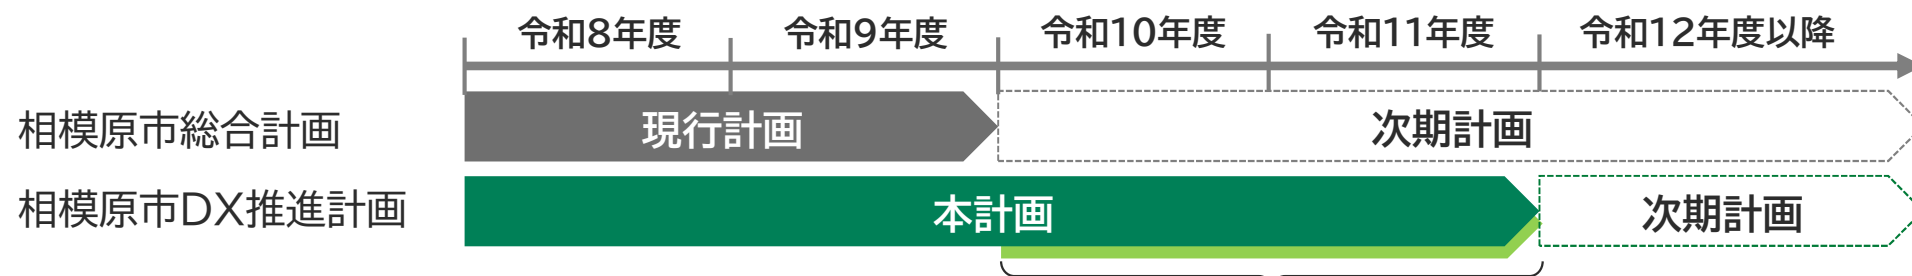 令和8年度 令和9年度 令和10年度 令和11年度 令和12年度以降
相模原市総合計画 現行計画 次期計画
相模原市DX推進計画 本計画 次期計画